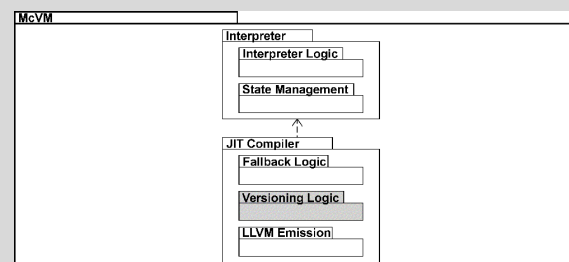 McVM
Interpreter
Interpreter Logic
State Management
JIT Compiler
Fallback Logic
Versioning Logic
LLVM Emission